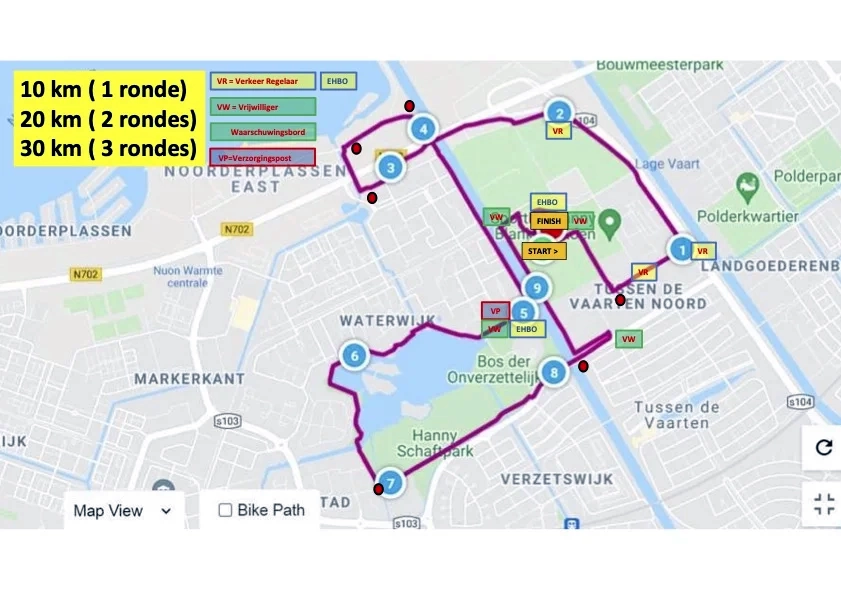 10 km ( 1 ronde)
20 km ( 2 rondes)
30 km ( 3 rondes)
VR = Verkeer Regelaar
EHBO
VW = Vrijwilliger
Waarschuwingsbord
VP=Verzorgingspost
Bouwmeesterpark
2
s104
VR
4
3
Lage Vaart
NOORDERPLASSEN
EAST
Polderpar
Polderkwartier
EHBO
VW
FINISH
VW
START >
1
VR
OORDERPLASSEN
N702
N702
Nuon Warmte
centrale
VR
LANDGOEDERENB
TUSSEN DE
VAARTEN NOORD
9
VP
5
VW
EHBO
WATERWIJK
6
VW
Bos der
Onverzettelijk
8
MARKERKANT
s103
s104
Tussen de
Vaarten
IJK
Hanny
Schaftpark
7
VERZETSWIJK
TAD
s103
Map View
Bike Path